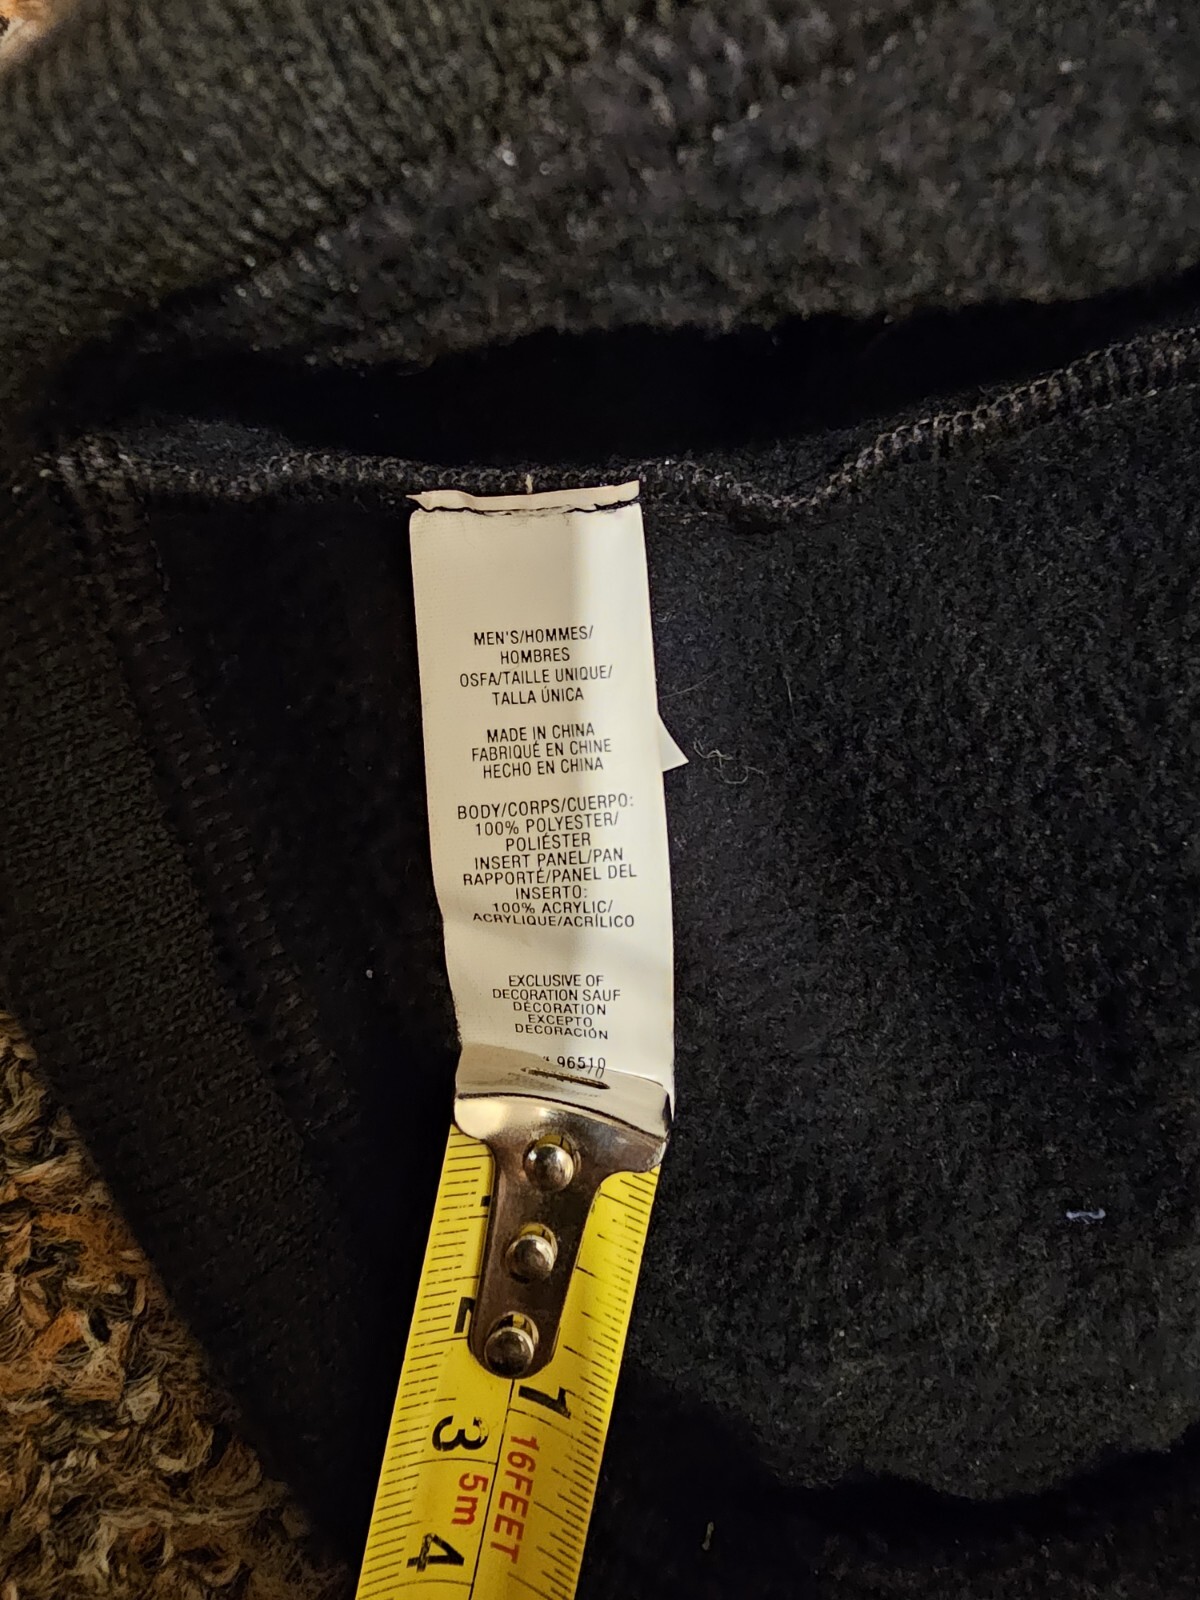 MEN'S/HOMMES/
HOMBRES
OSFA/TAILLE UNIQUE/
TALLA ÚNICA
MADE IN CHINA
FABRIQUÉ EN CHINE
HECHO EN CHINA
BODY/CORPS/CUERPO:
100% POLYESTER/
POLIÉSTER
INSERT PANEL/PAN
RAPPORTÉ/PANEL DEL
INSERTO:
100% ACRYLIC/
ACRYLIQUE/ACRÍLICO
EXCLUSIVE OF
DECORATION SAUF
DÉCORATION
EXCEPTO
DECORACIÓN
96510
2
1
3
5m
16FEET
4